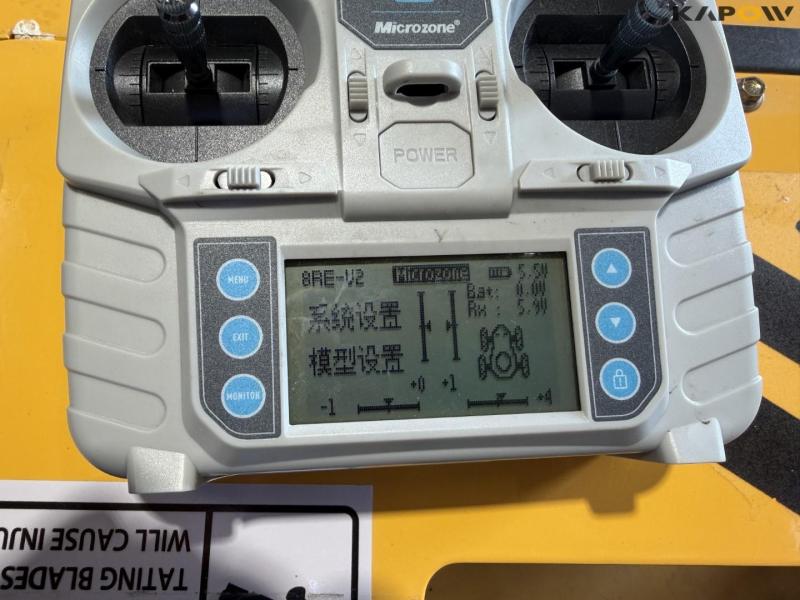 KAPOW
Microzone®
POWER
MENU
EXIT
MONITOR
8RE-V2 Microzone 5.5V
Bat: 0.0V
Rx : 5.9V
系统设置
模型设置
+0 +1
-1 +4
WILL CAUSE INJU
TATING BLADES